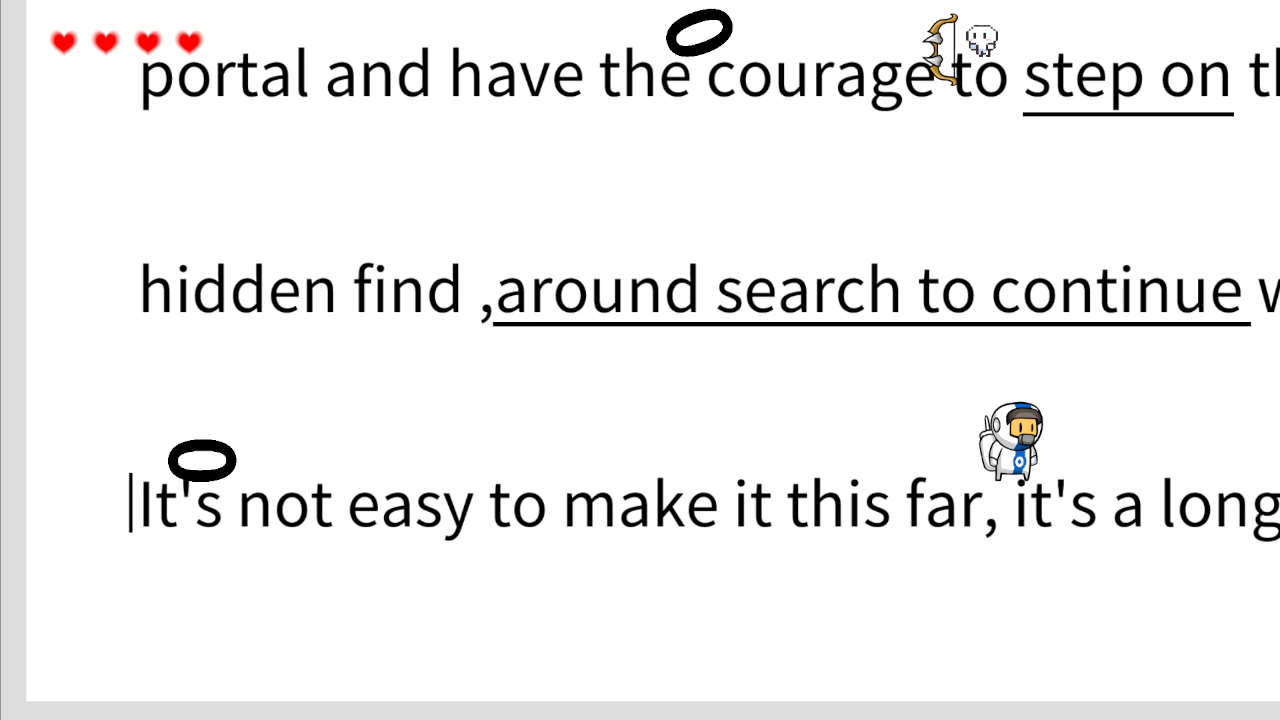 portal and have the courage to step on
hidden find ,around search to continue
It's not easy to make it this far, it's a long